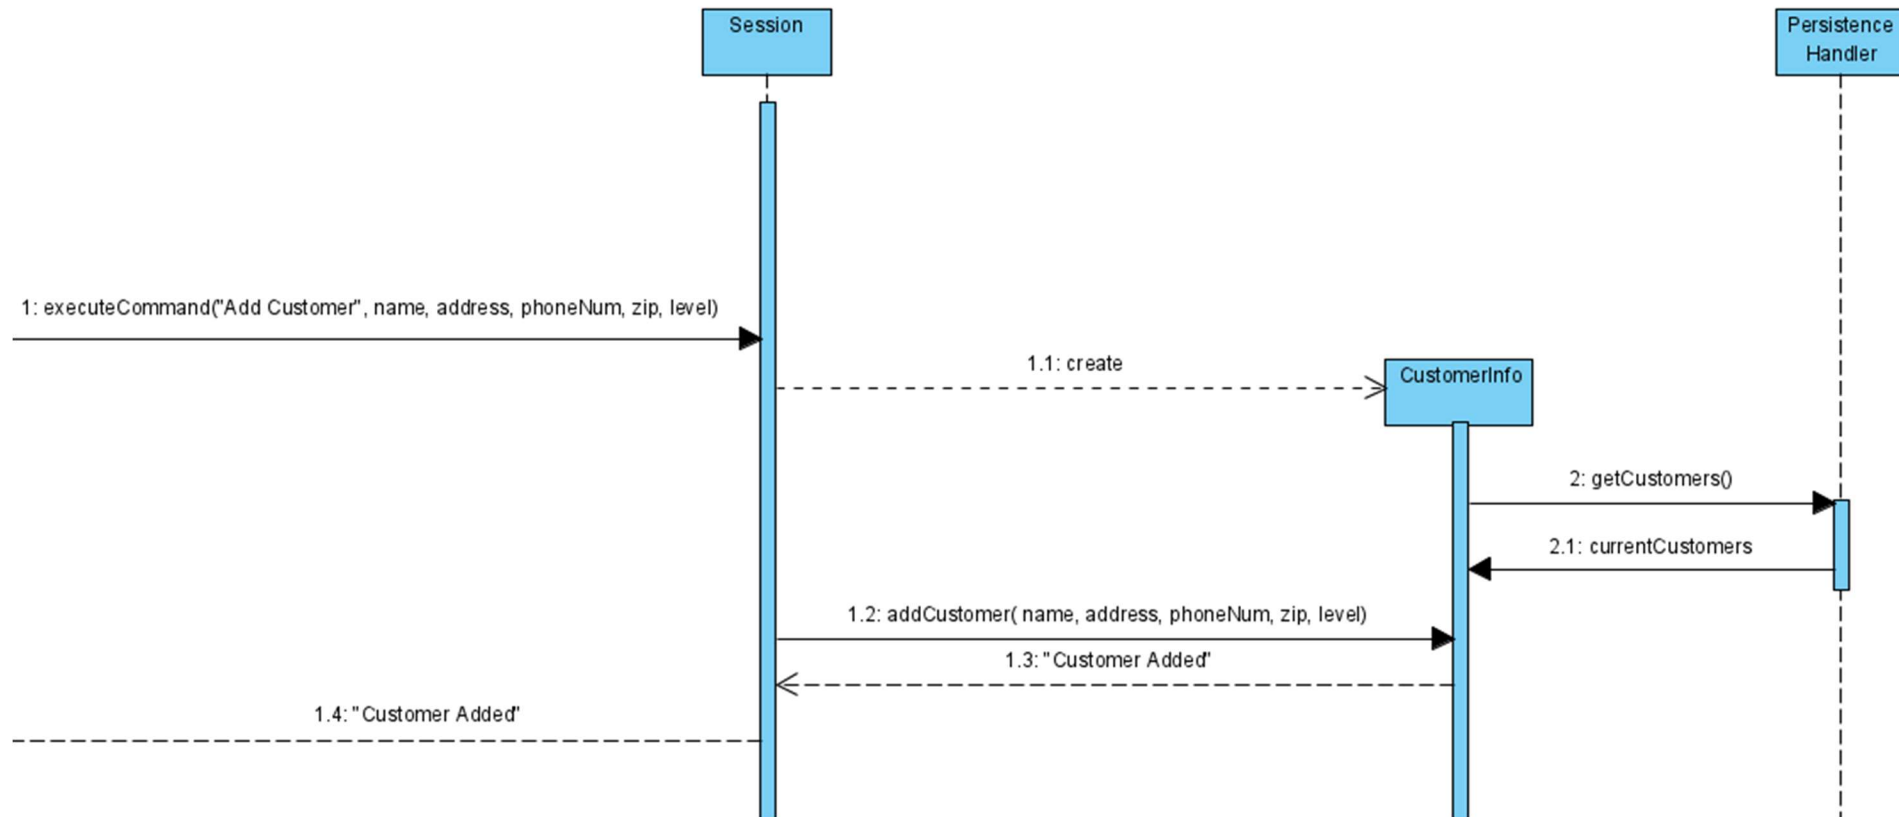 Session
Persistence
Handler
1: executeCommand("Add Customer", name, address, phoneNum, zip, level)
1.1: create
CustomerInfo
2: getCustomers()
2.1: currentCustomers
1.2: addCustomer( name, address, phoneNum, zip, level)
1.3: "Customer Added"
1.4: "Customer Added"